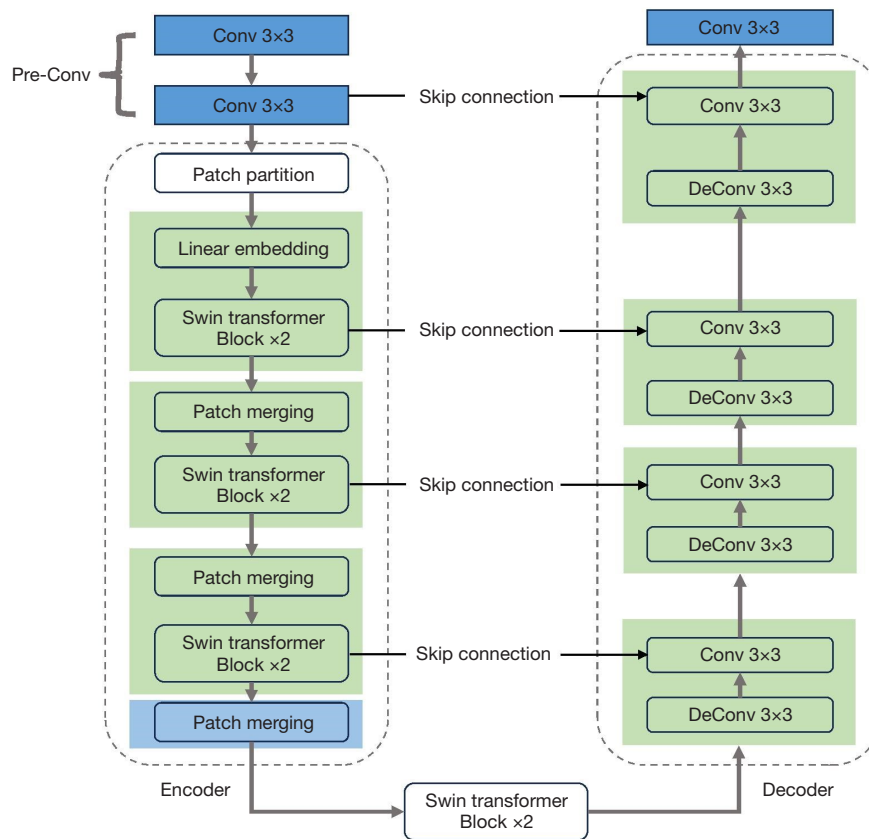 Pre-Conv
Conv 3×3
Conv 3×3
Patch partition
Linear embedding
Swin transformer
Block ×2
Patch merging
Swin transformer
Block ×2
Patch merging
Swin transformer
Block ×2
Patch merging
Encoder
Skip connection
Skip connection
Skip connection
Skip connection
Swin transformer
Block ×2
Conv 3×3
Conv 3×3
DeConv 3×3
Conv 3×3
DeConv 3×3
Conv 3×3
DeConv 3×3
Conv 3×3
DeConv 3×3
Decoder